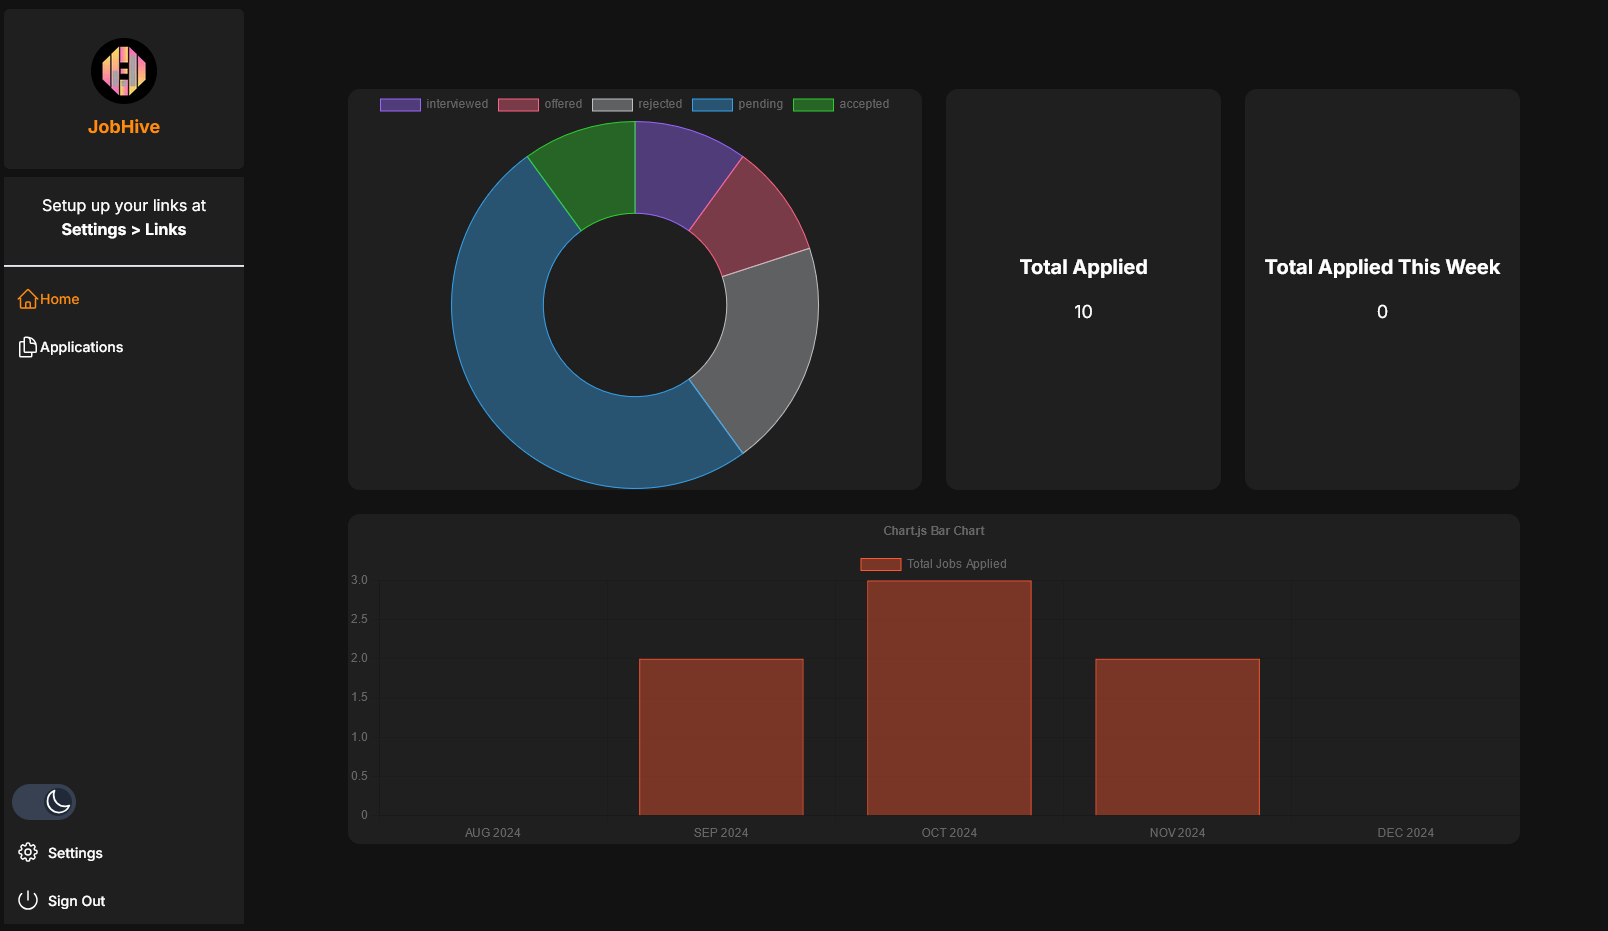 JobHive
Setup up your links at
Settings > Links
Home
Applications
Settings
Sign Out
interviewed offered rejected pending accepted
Total Applied
10
Total Applied This Week
0
Chart.js Bar Chart
Total Jobs Applied
3.0
2.5
2.0
1.5
1.0
0.5
0
AUG 2024 SEP 2024 OCT 2024 NOV 2024 DEC 2024